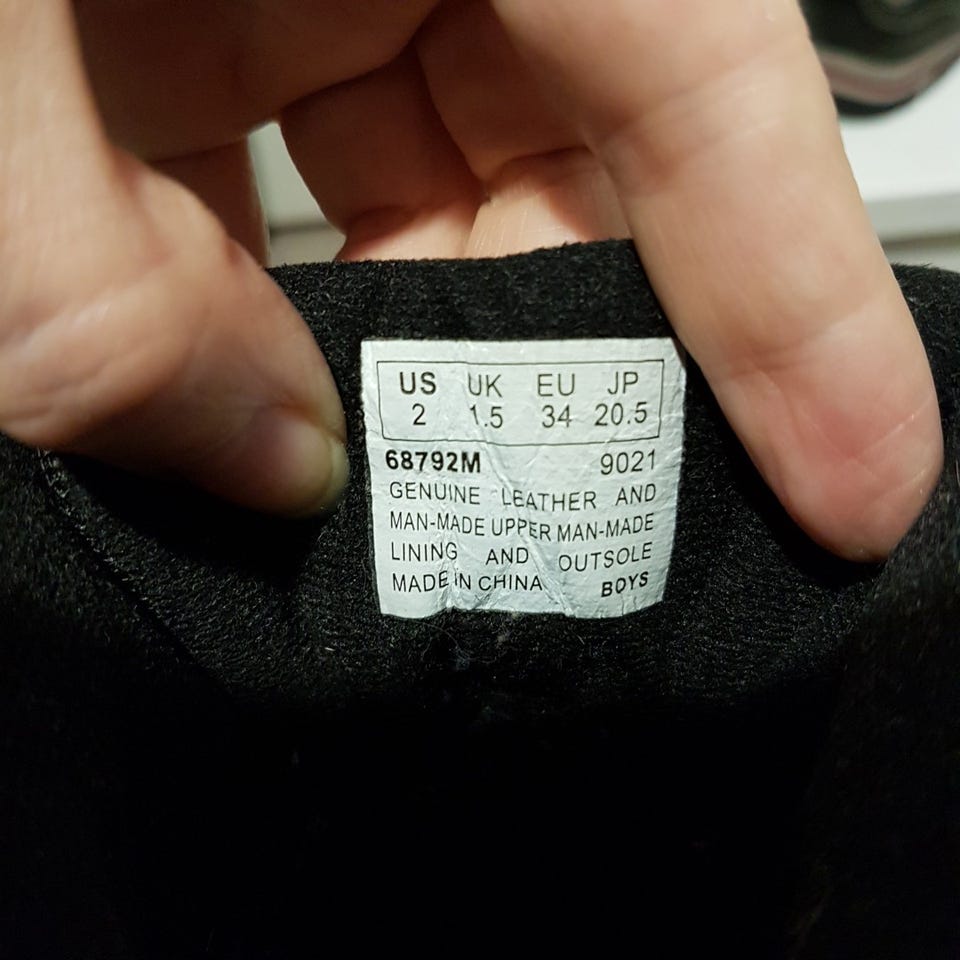 US UK EU JP
2 1.5 34 20.5
68792M 9021
GENUINE LEATHER AND
MAN-MADE UPPER MAN-MADE
LINING AND OUTSOLE
MADE IN CHINA BOYS